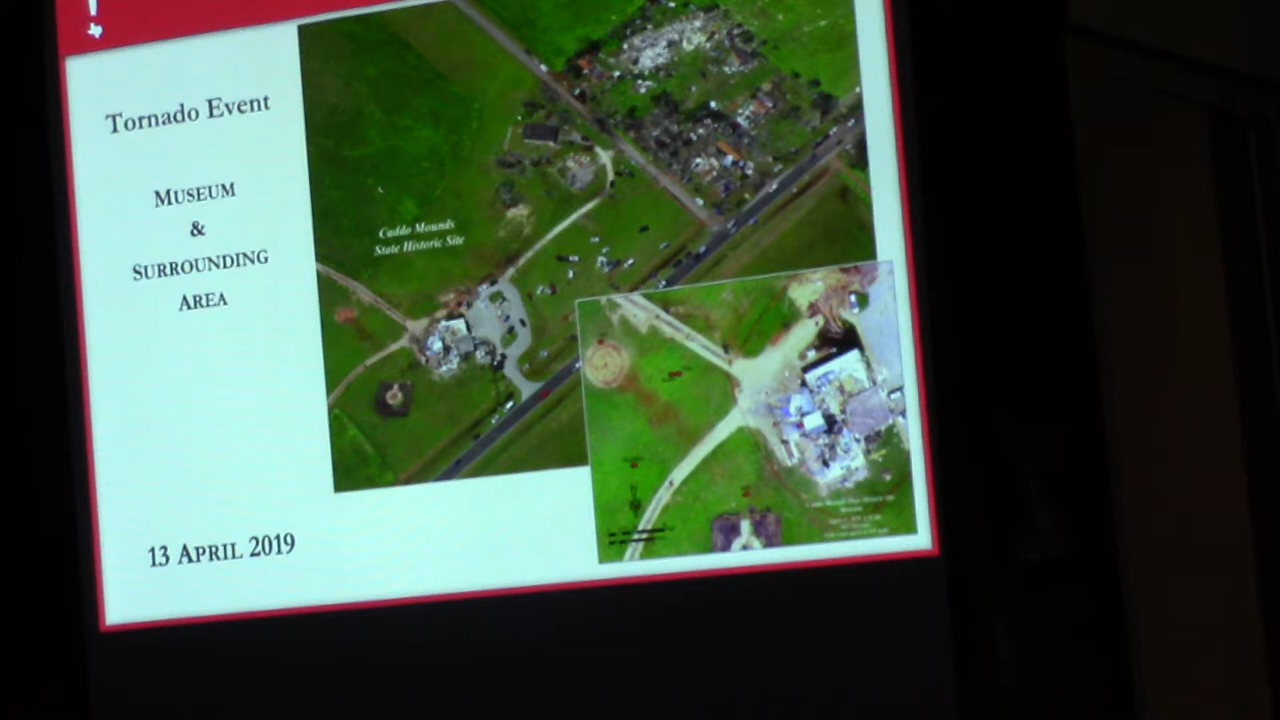 Tornado Event
MUSEUM
&
SURROUNDING
AREA
Caddo Mounds
State Historic Site
13 APRIL 2019